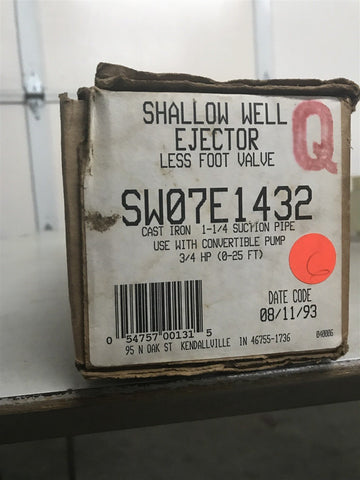 SHALLOW WELL
EJECTOR
LESS FOOT VALVE
Q
SW07E1432
CAST IRON 1-1/4 SUCTION PIPE
USE WITH CONVERTIBLE PUMP
3/4 HP (0-25 FT)
6
DATE CODE
08/11/93
0 54757 00131 5
95 N OAK ST KENDALLVILLE IN 46755-1736